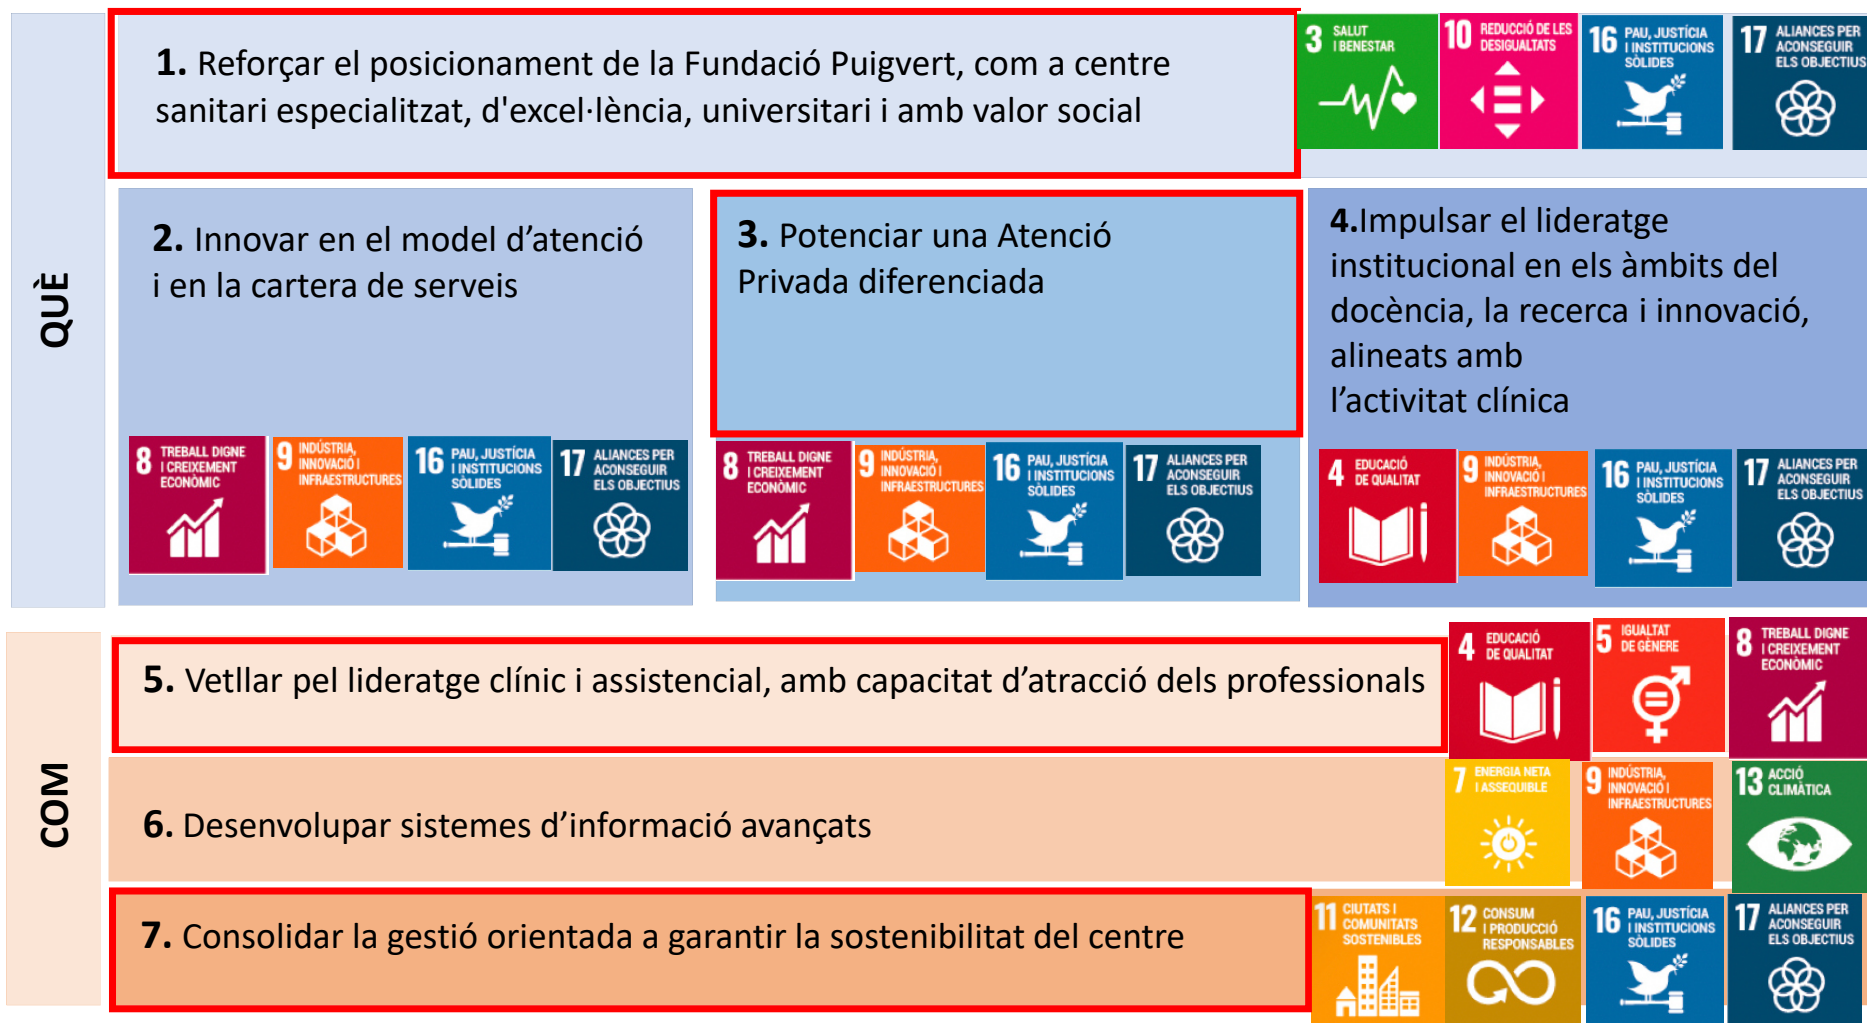 QUÈ
1. Reforçar el posicionament de la Fundació Puigvert, com a centre
sanitari especialitzat, d'excel·lència, universitari i amb valor social
3 SALUT
I BENESTAR
10 REDUCCIÓ DE LES
DESIGUALTATS
16 PAU, JUSTÍCIA
I INSTITUCIONS
SÒLIDES
17 ALIANCES PER
ACONSEGUIR
ELS OBJECTIUS
2. Innovar en el model d’atenció
i en la cartera de serveis
8 TREBALL DIGNE
I CREIXEMENT
ECONÒMIC
9 INDÚSTRIA,
INNOVACIÓ I
INFRAESTRUCTURES
16 PAU, JUSTÍCIA
I INSTITUCIONS
SÒLIDES
17 ALIANCES PER
ACONSEGUIR
ELS OBJECTIUS
3. Potenciar una Atenció
Privada diferenciada
8 TREBALL DIGNE
I CREIXEMENT
ECONÒMIC
9 INDÚSTRIA,
INNOVACIÓ I
INFRAESTRUCTURES
16 PAU, JUSTÍCIA
I INSTITUCIONS
SÒLIDES
17 ALIANCES PER
ACONSEGUIR
ELS OBJECTIUS
4.Impulsar el lideratge
institucional en els àmbits del
docència, la recerca i innovació,
alineats amb
l’activitat clínica
4 EDUCACIÓ
DE QUALITAT
9 INDÚSTRIA,
INNOVACIÓ I
INFRAESTRUCTURES
16 PAU, JUSTÍCIA
I INSTITUCIONS
SÒLIDES
17 ALIANCES PER
ACONSEGUIR
ELS OBJECTIUS
COM
5. Vetllar pel lideratge clínic i assistencial, amb capacitat d’atracció dels professionals
4 EDUCACIÓ
DE QUALITAT
5 IGUALTAT
DE GÈNERE
8 TREBALL DIGNE
I CREIXEMENT
ECONÒMIC
6. Desenvolupar sistemes d’informació avançats
7 ENERGIA NETA
I ASSEQUIBLE
9 INDÚSTRIA,
INNOVACIÓ I
INFRAESTRUCTURES
13 ACCIÓ
CLIMÀTICA
7. Consolidar la gestió orientada a garantir la sostenibilitat del centre
11 CIUTATS I
COMUNITATS
SOSTENIBLES
12 CONSUM
I PRODUCCIÓ
RESPONSABLES
16 PAU, JUSTÍCIA
I INSTITUCIONS
SÒLIDES
17 ALIANCES PER
ACONSEGUIR
ELS OBJECTIUS